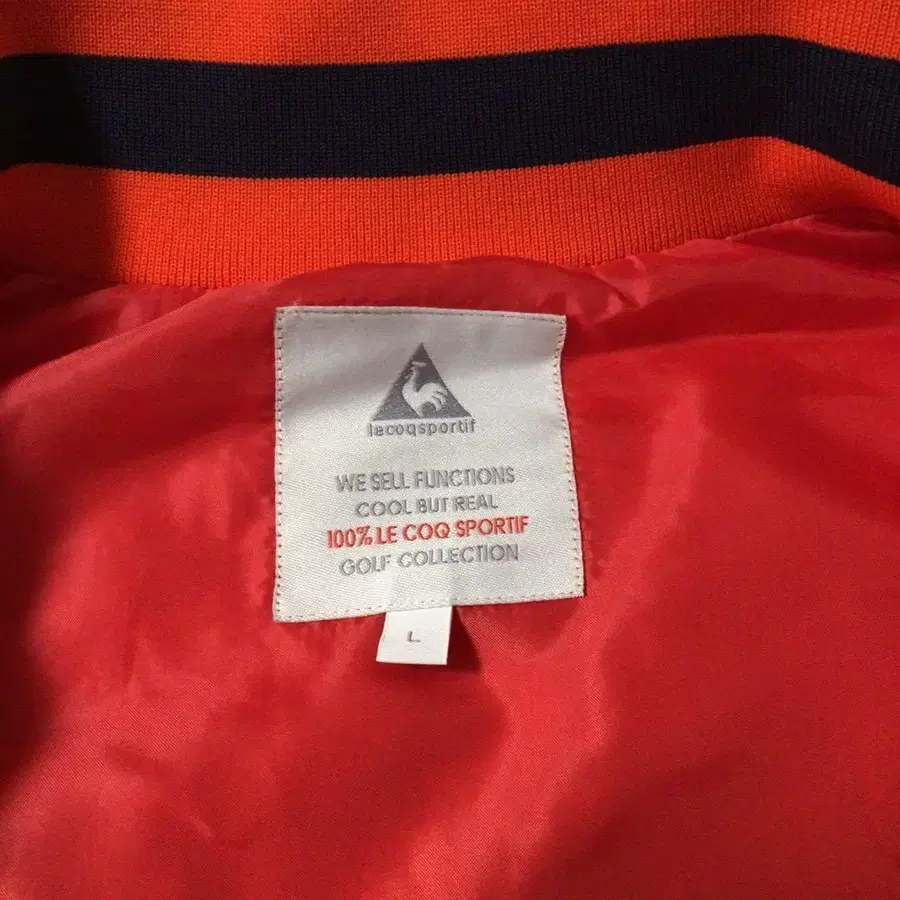 lecoqsportif
WE SELL FUNCTIONS
COOL BUT REAL
100% LE COQ SPORTIF
GOLF COLLECTION
L